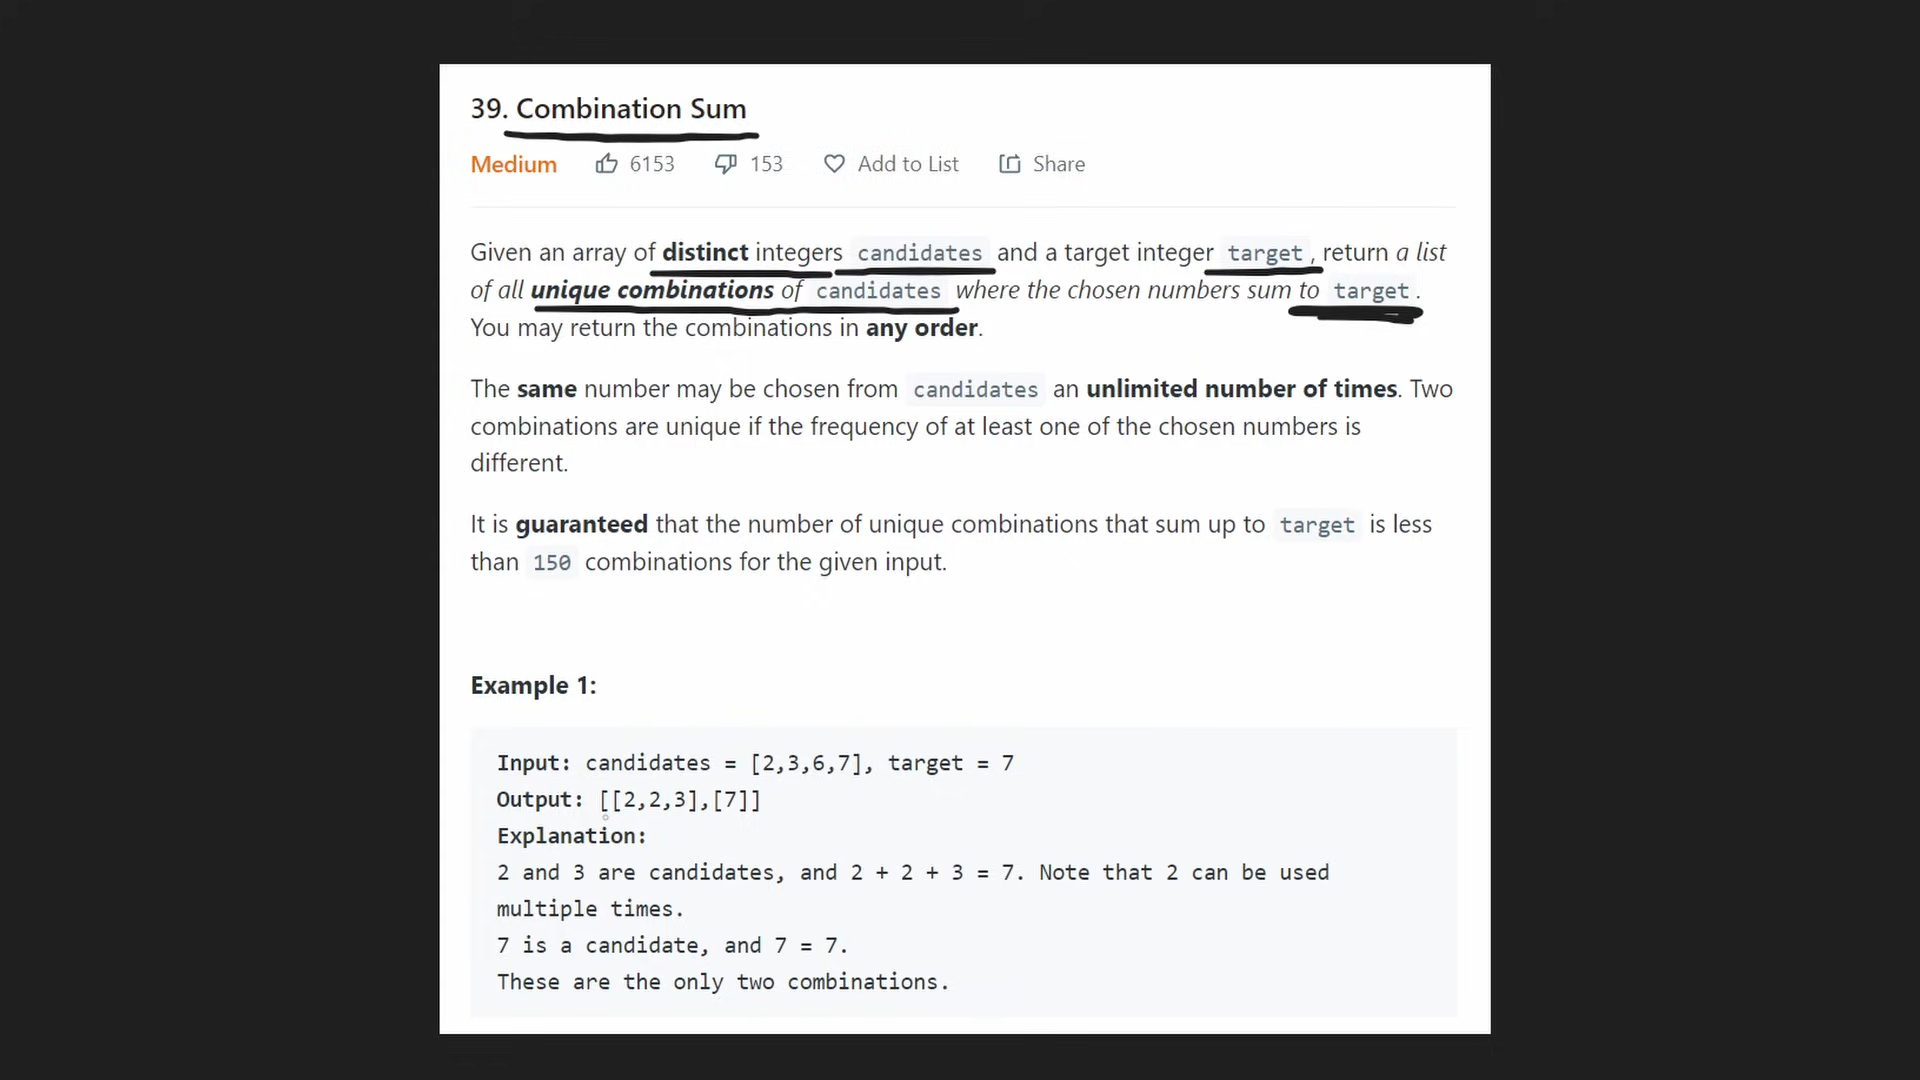 39. Combination Sum
Medium 6153 153 Add to List Share
Given an array of distinct integers candidates and a target integer target, return a list
of all unique combinations of candidates where the chosen numbers sum to target.
You may return the combinations in any order.
The same number may be chosen from candidates an unlimited number of times. Two
combinations are unique if the frequency of at least one of the chosen numbers is
different.
It is guaranteed that the number of unique combinations that sum up to target is less
than 150 combinations for the given input.
Example 1:
Input: candidates = [2,3,6,7], target = 7
Output: [[2,2,3],[7]]
Explanation:
2 and 3 are candidates, and 2 + 2 + 3 = 7. Note that 2 can be used
multiple times.
7 is a candidate, and 7 = 7.
These are the only two combinations.